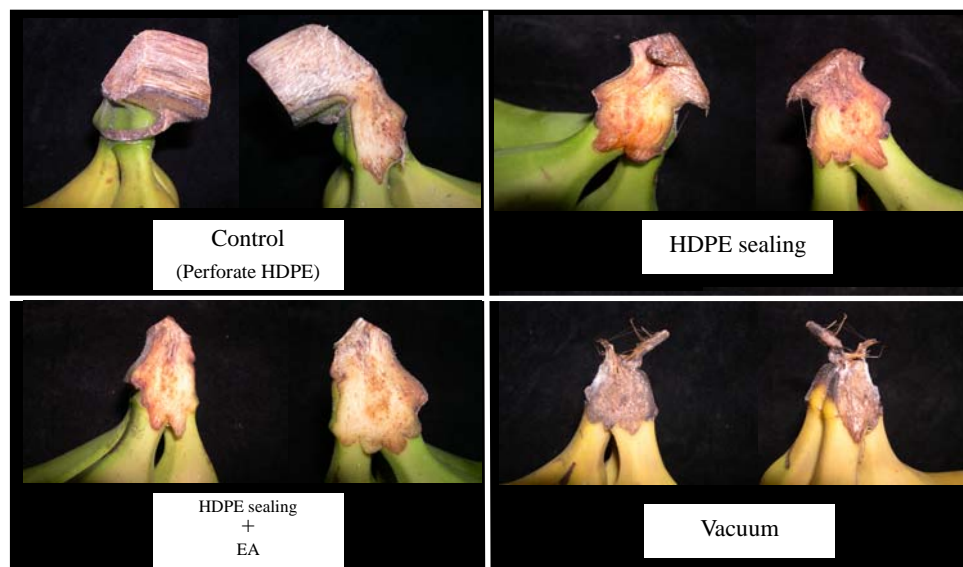 Control
(Perforate HDPE)
HDPE sealing
HDPE sealing
+
EA
Vacuum